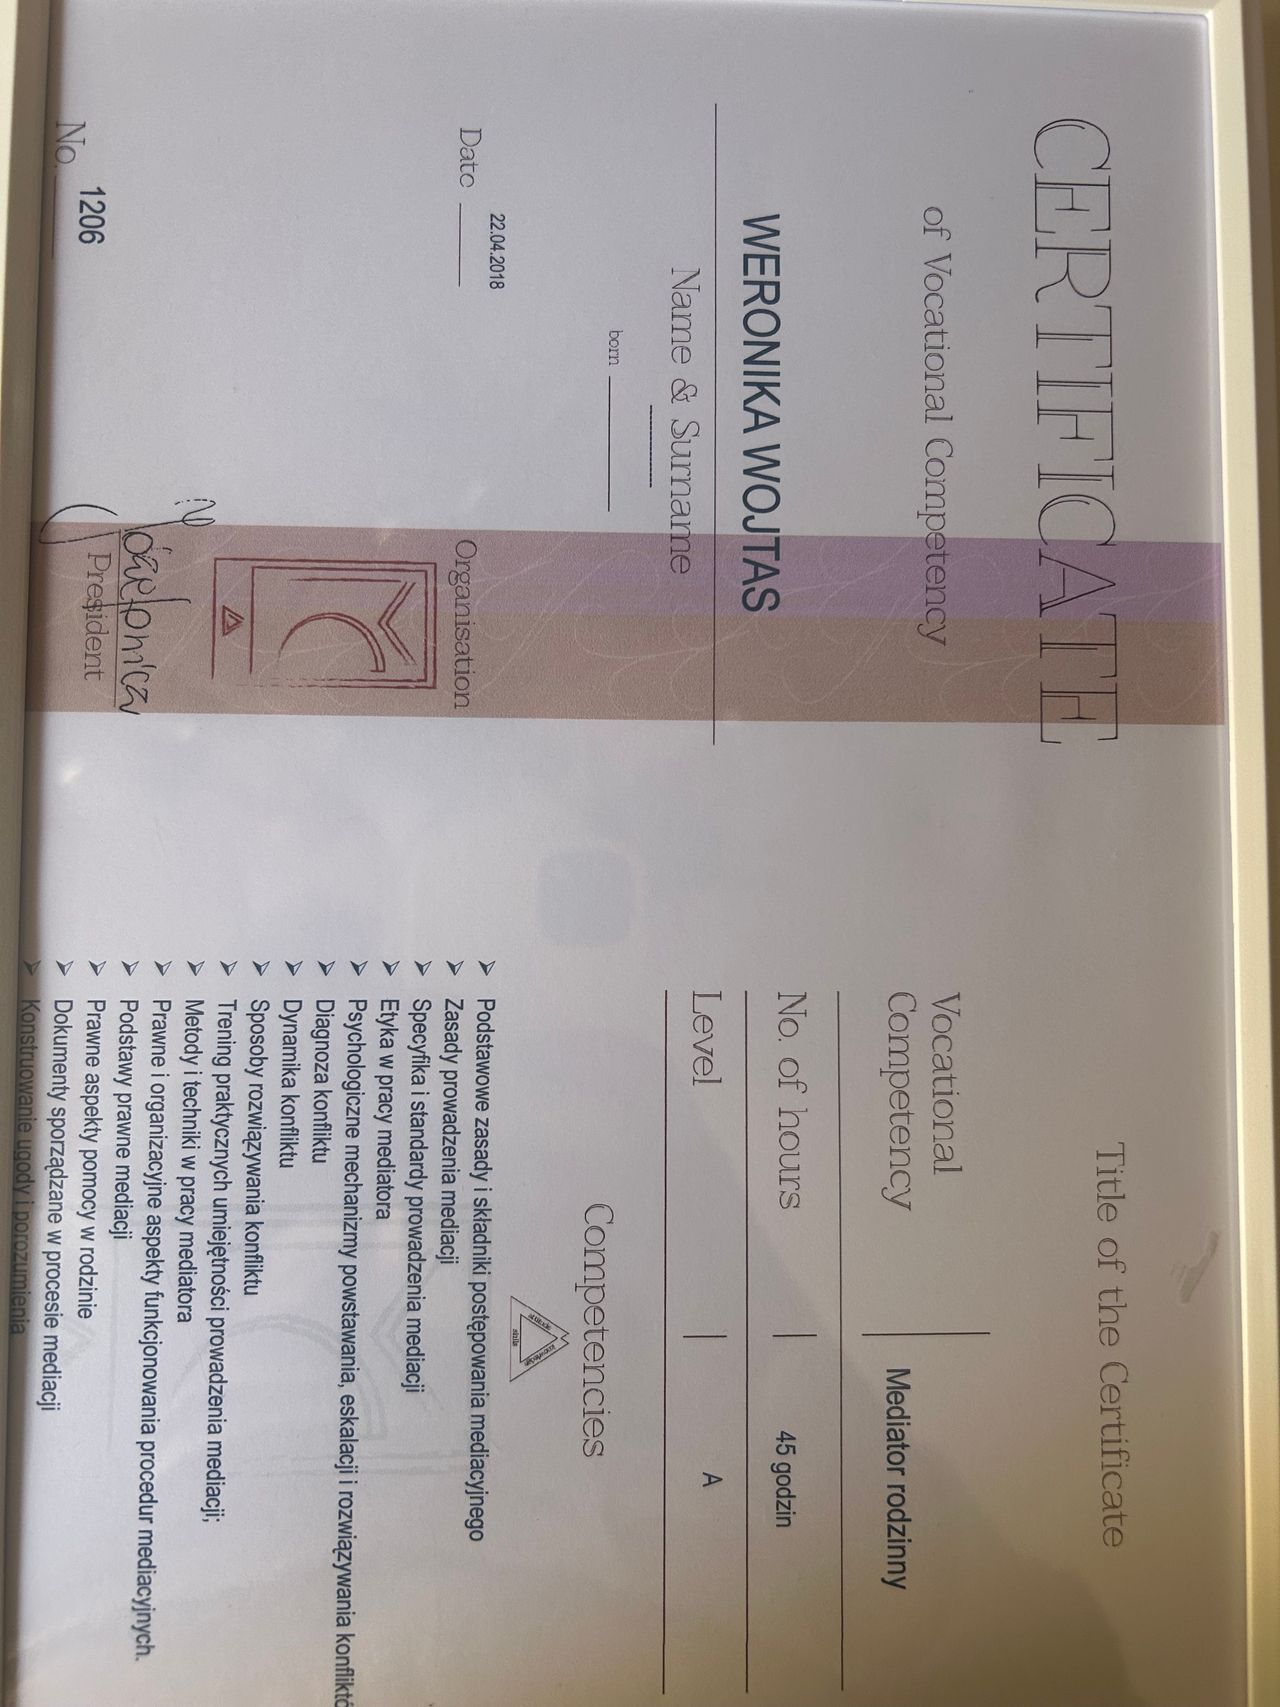 CERTIFICATE
of Vocational Competency
WERONIKA WOJTAS
Name & Surname
born
22.04.2018
Date
Organisation
President
1206
No.
Title of the Certificate
Vocational
Competency
Mediator rodzinny
No. of hours
45 godzin
Level
A
Competencies
attitude
knowledge
skills
➢ Podstawowe zasady i składniki postępowania mediacyjnego
➢ Zasady prowadzenia mediacji
➢ Specyfika i standardy prowadzenia mediacji
➢ Etyka w pracy mediatora
➢ Psychologiczne mechanizmy powstawania, eskalacji i rozwiązywania
➢ Diagnoza konfliktu
➢ Dynamika konfliktu
➢ Sposoby rozwiązywania konfliktu
➢ Trening praktycznych umiejętności prowadzenia mediacji;
➢ Metody i techniki w pracy mediatora
➢ Prawne i organizacyjne aspekty funkcjonowania procedur mediacyjnych.
➢ Podstawy prawne mediacji
➢ Prawne aspekty pomocy w rodzinie
➢ Dokumenty sporządzane w procesie mediacji
➢ Konstruowanie ugody i porozumienia